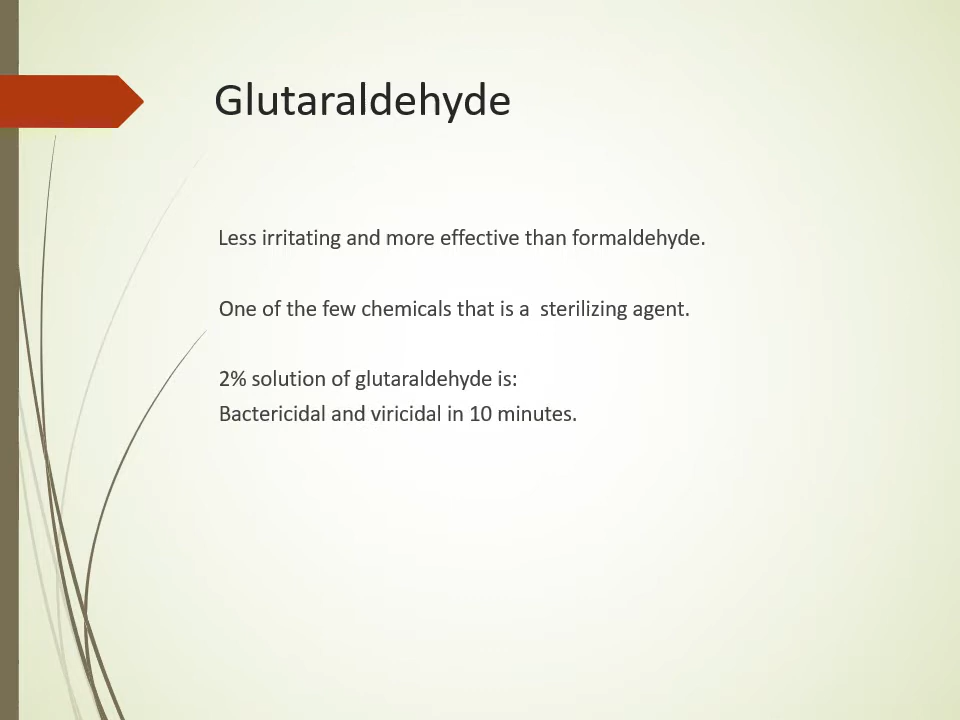 Glutaraldehyde
Less irritating and more effective than formaldehyde.
One of the few chemicals that is a  sterilizing agent.
2% solution of glutaraldehyde is:
Bactericidal and viricidal in 10 minutes.